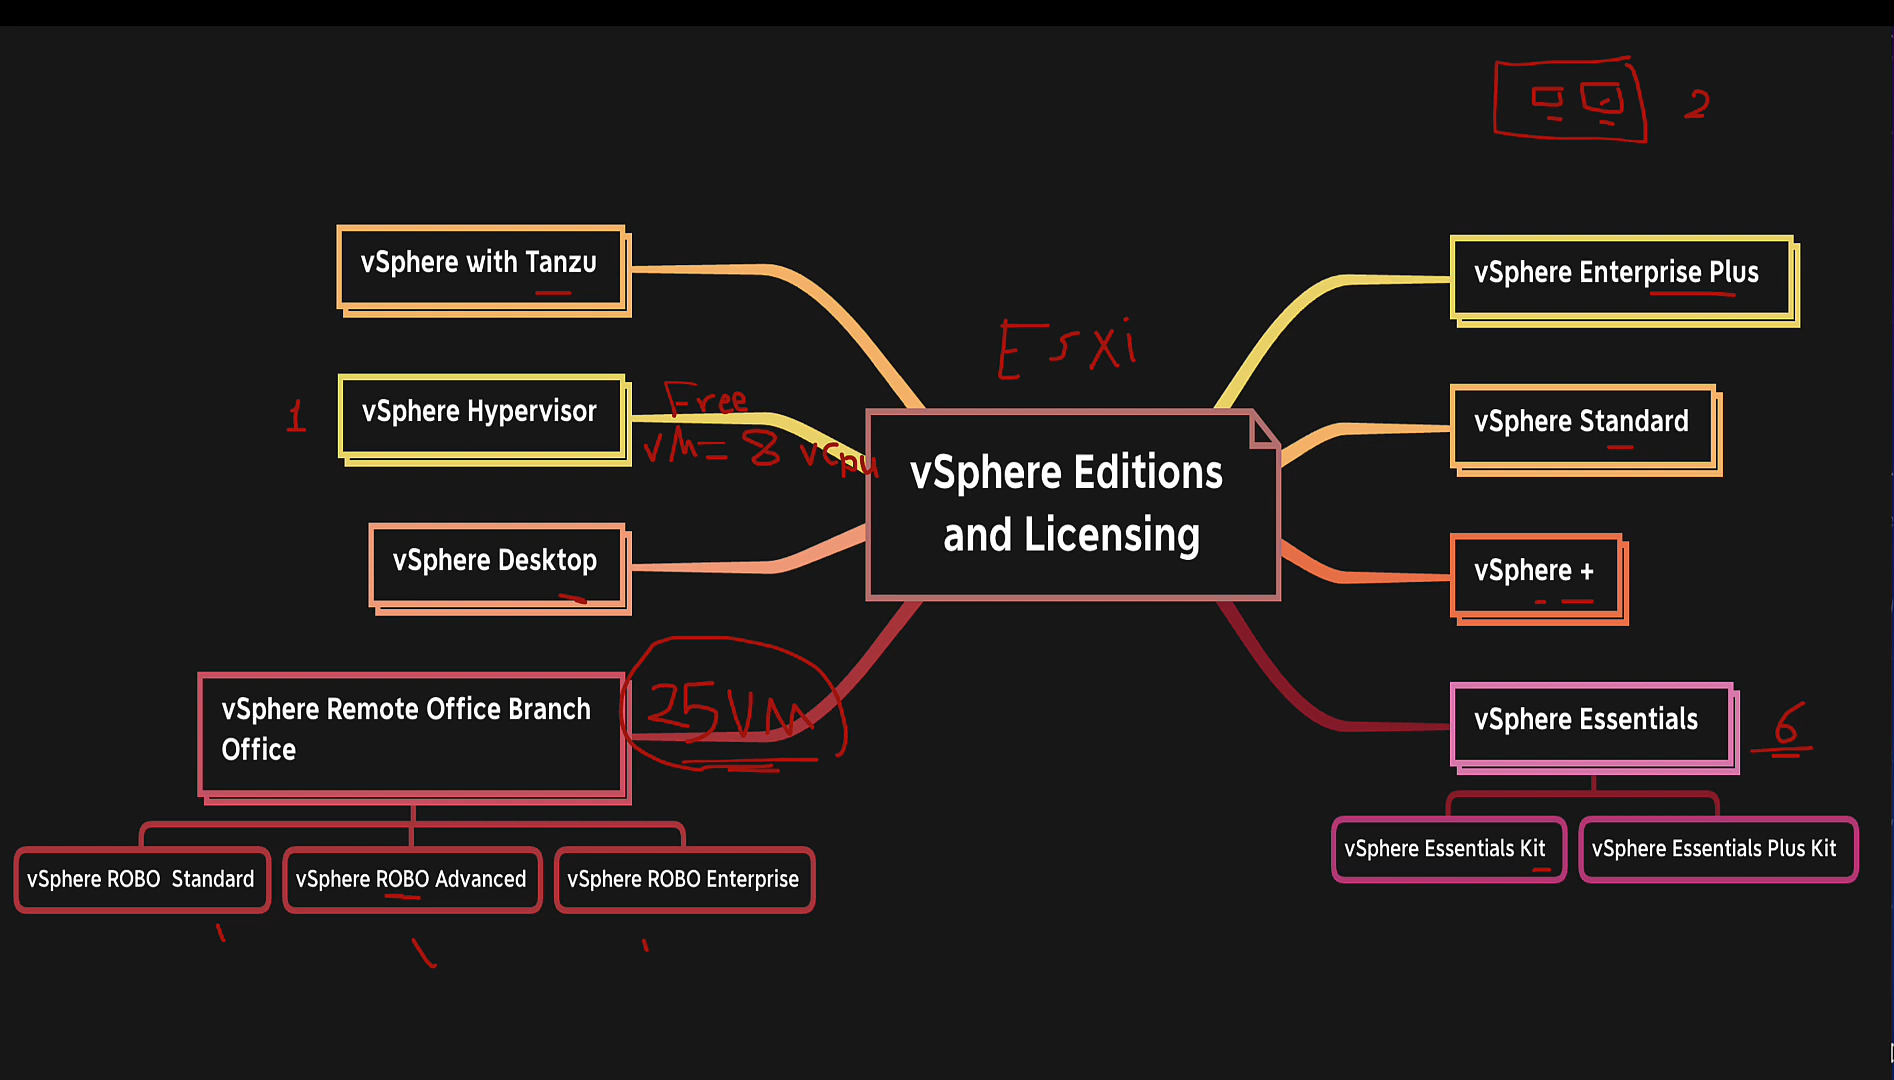 2
vSphere with Tanzu
vSphere Enterprise Plus
Esxi
1
vSphere Hypervisor
Free
vM = 8 vcpu
vSphere Editions
and Licensing
vSphere Standard
vSphere Desktop
vSphere +
vSphere Remote Office Branch
Office
25VM
vSphere Essentials
6
vSphere Essentials Kit
vSphere Essentials Plus Kit
vSphere ROBO  Standard
vSphere ROBO Advanced
vSphere ROBO Enterprise